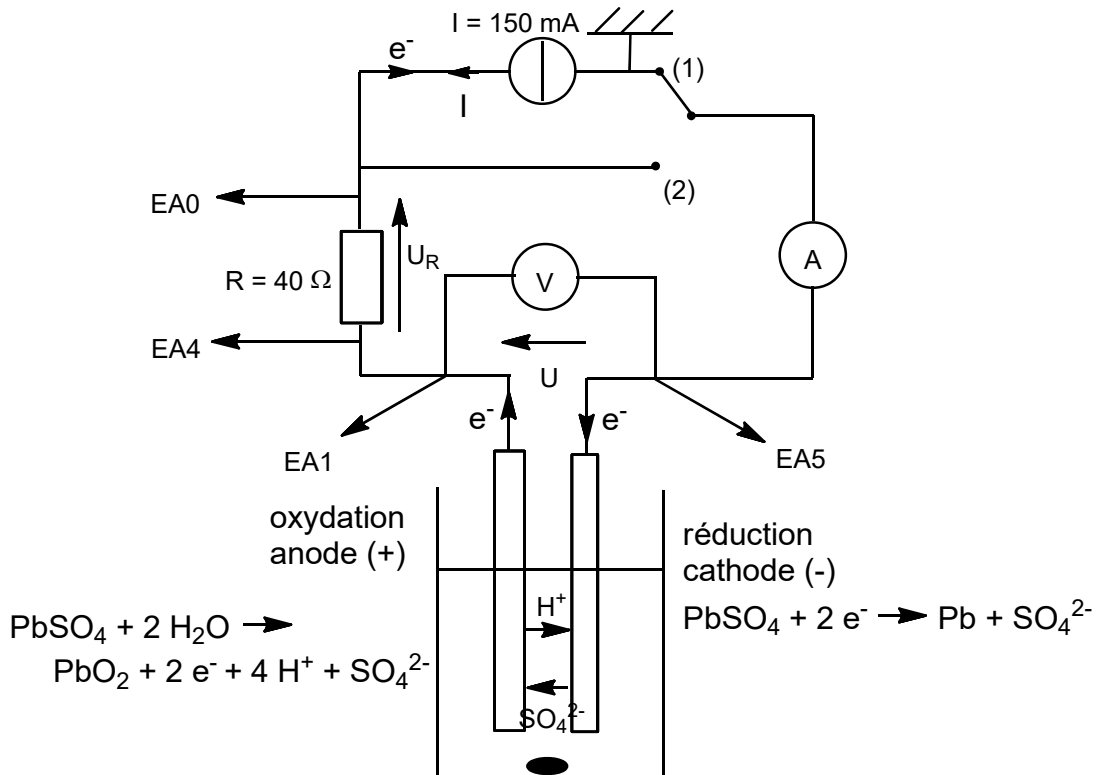 I = 150 mA
e⁻
I
(1)
(2)
EA0
U_R
R = 40 Ω
V
A
EA4
U
e⁻
e⁻
EA1
EA5
oxydation
anode (+)
réduction
cathode (-)
H⁺
PbSO₄ + 2 H₂O →
PbO₂ + 2 e⁻ + 4 H⁺ + SO₄²⁻
PbSO₄ + 2 e⁻ → Pb + SO₄²⁻
SO₄²⁻